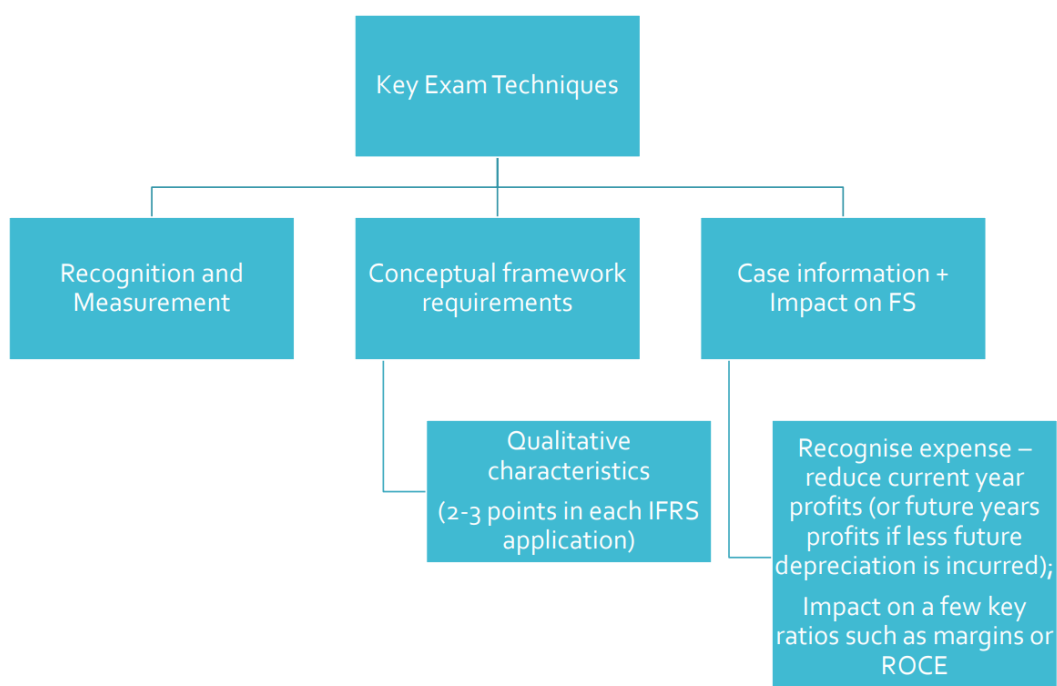 Key Exam Techniques
Recognition and
Measurement
Conceptual framework
requirements
Case information +
Impact on FS
Qualitative
characteristics
(2-3 points in each IFRS
application)
Recognise expense –
reduce current year
profits (or future years
profits if less future
depreciation is incurred);
Impact on a few key
ratios such as margins or
ROCE